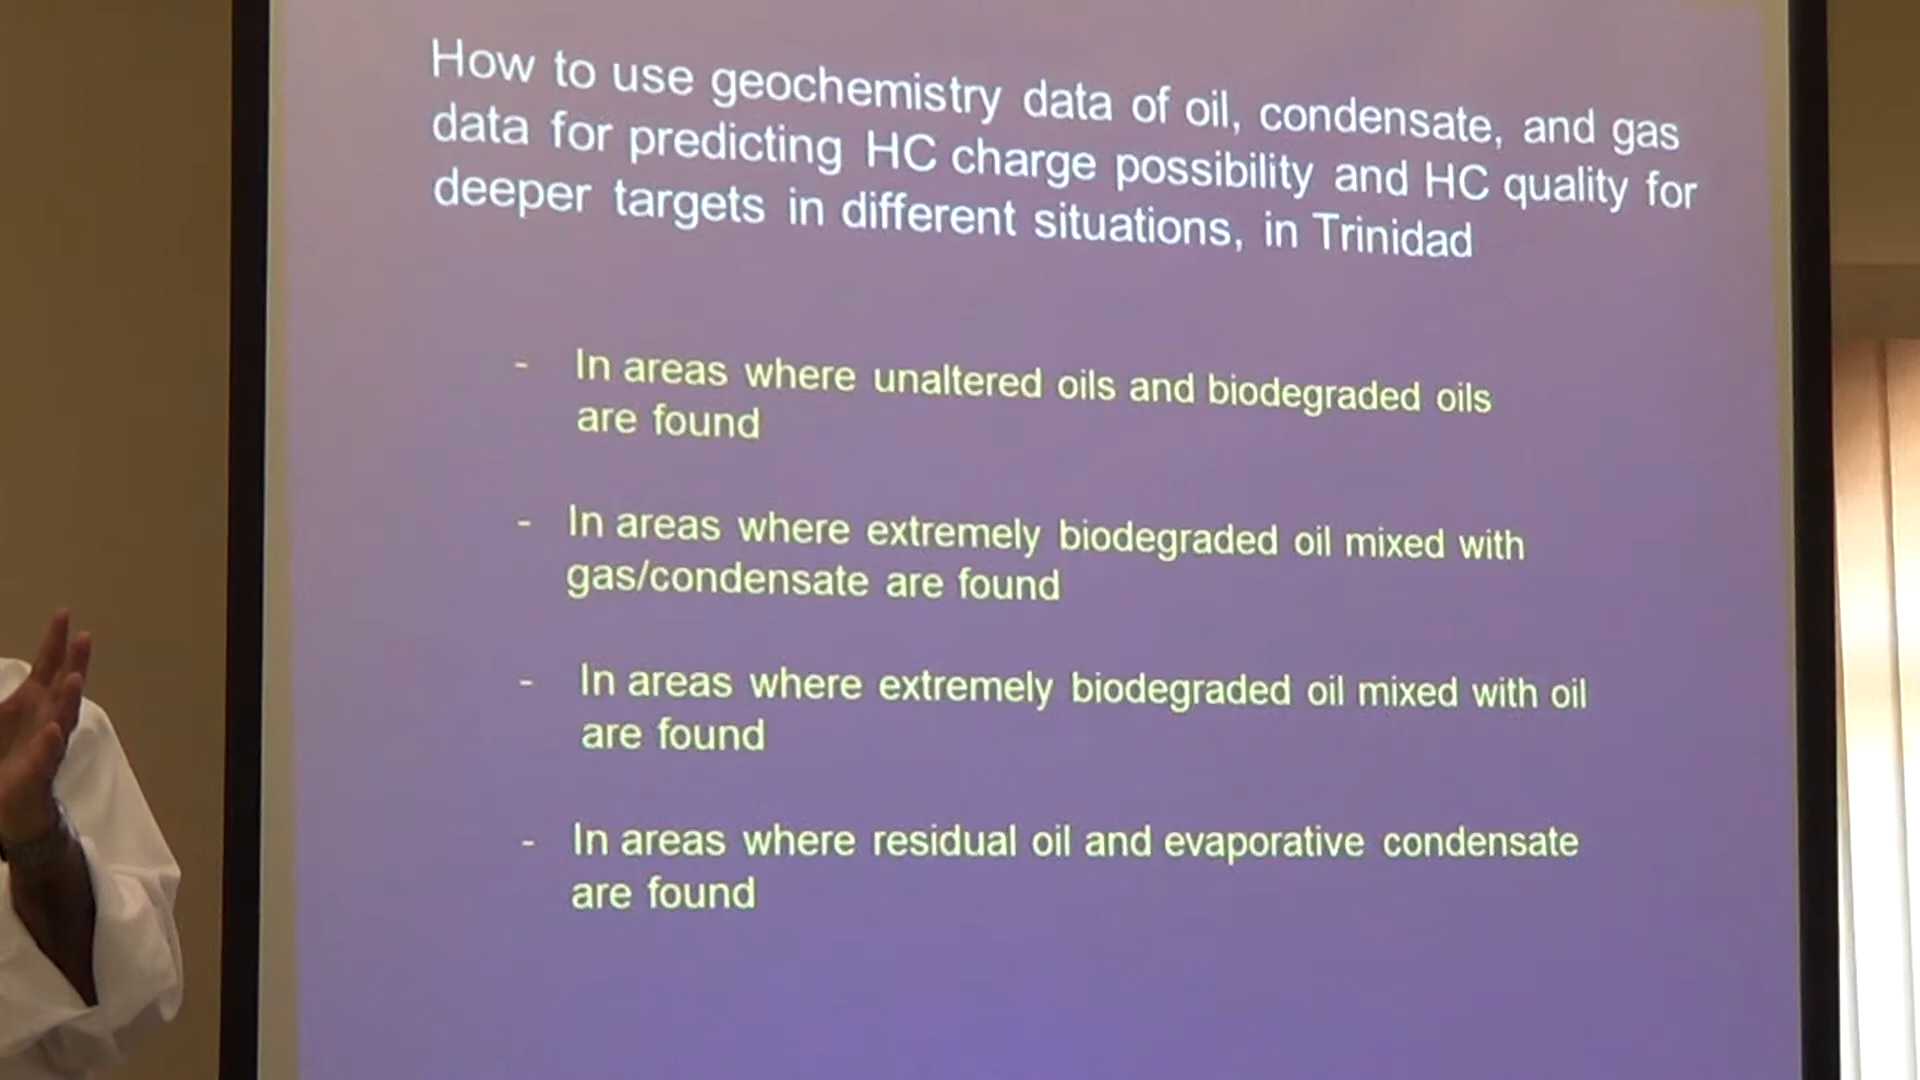 How to use geochemistry data of oil, condensate, and gas
data for predicting HC charge possibility and HC quality for
deeper targets in different situations, in Trinidad
- In areas where unaltered oils and biodegraded oils
are found
- In areas where extremely biodegraded oil mixed with
gas/condensate are found
- In areas where extremely biodegraded oil mixed with oil
are found
- In areas where residual oil and evaporative condensate
are found